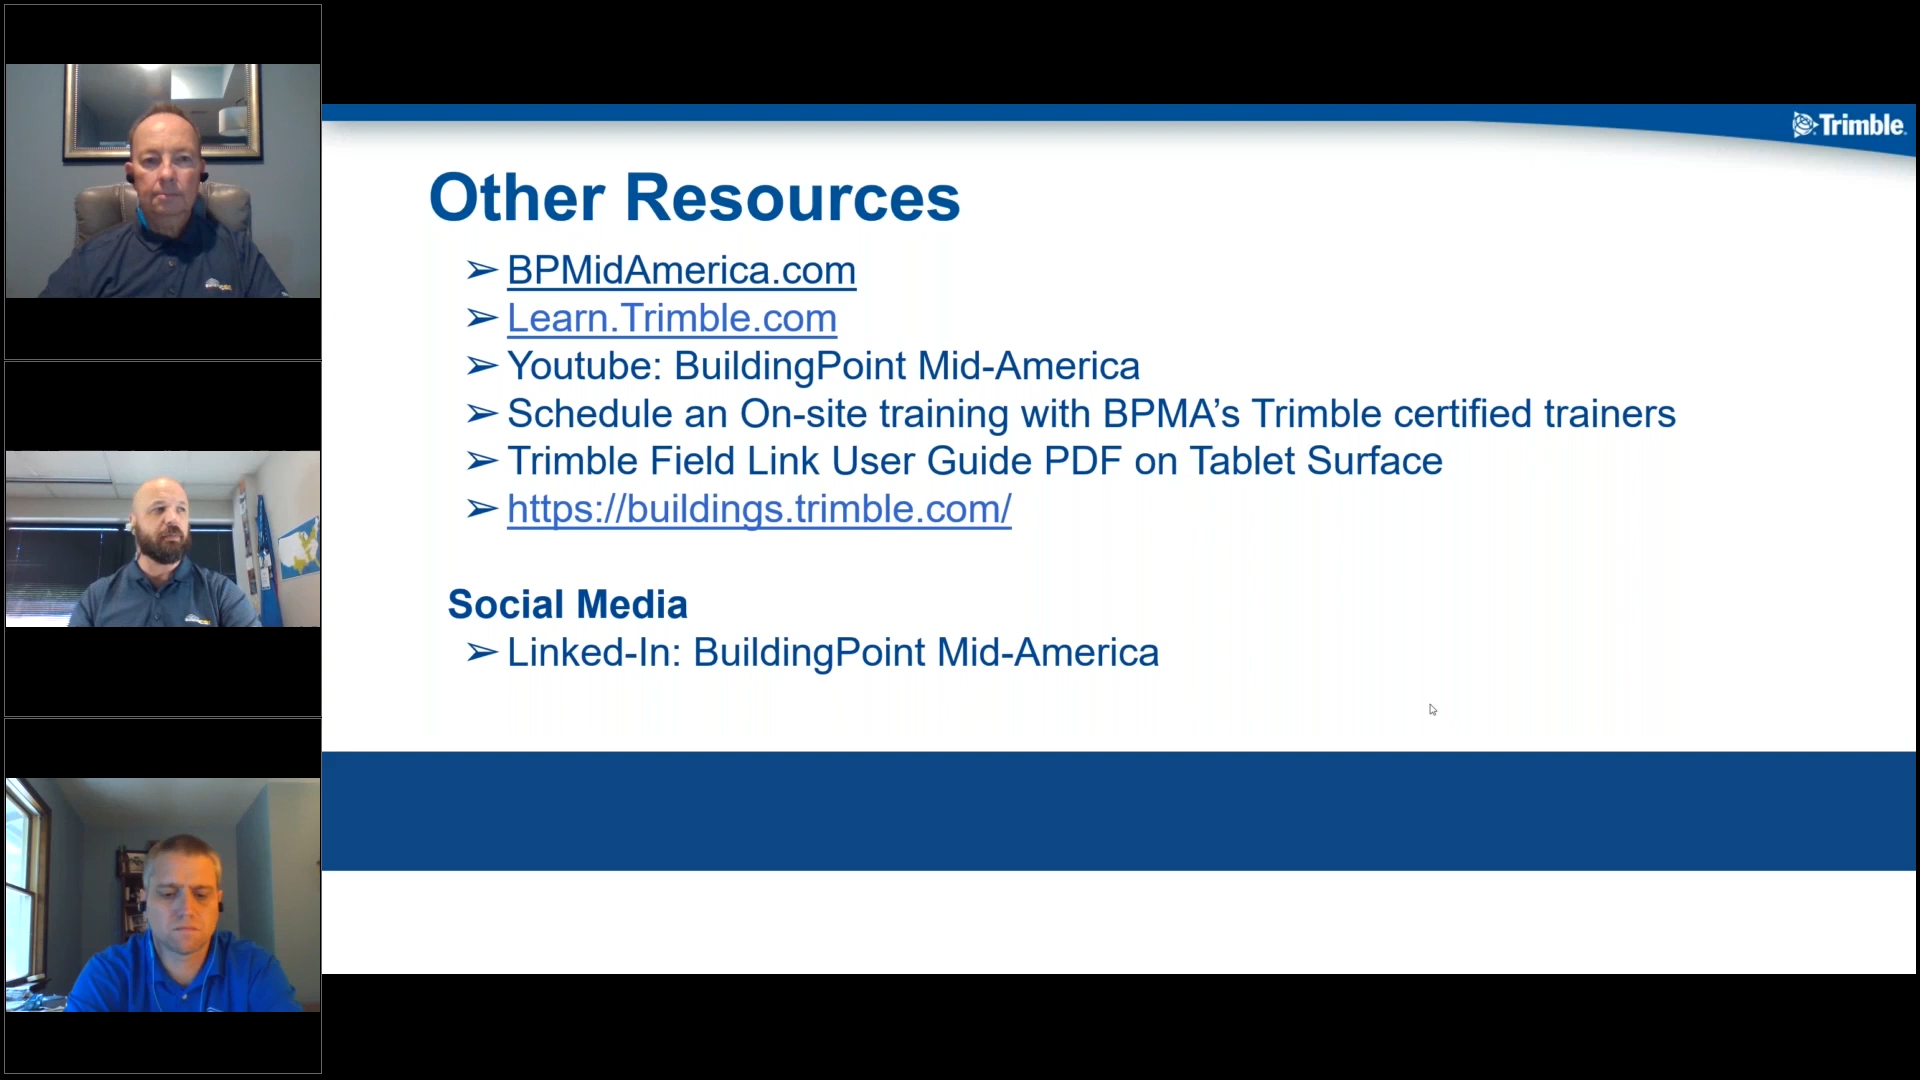 Trimble
Other Resources
➢ BPMidAmerica.com
➢ Learn.Trimble.com
➢ Youtube: BuildingPoint Mid-America
➢ Schedule an On-site training with BPMA’s Trimble certified trainers
➢ Trimble Field Link User Guide PDF on Tablet Surface
➢ https://buildings.trimble.com/
Social Media
➢ Linked-In: BuildingPoint Mid-America